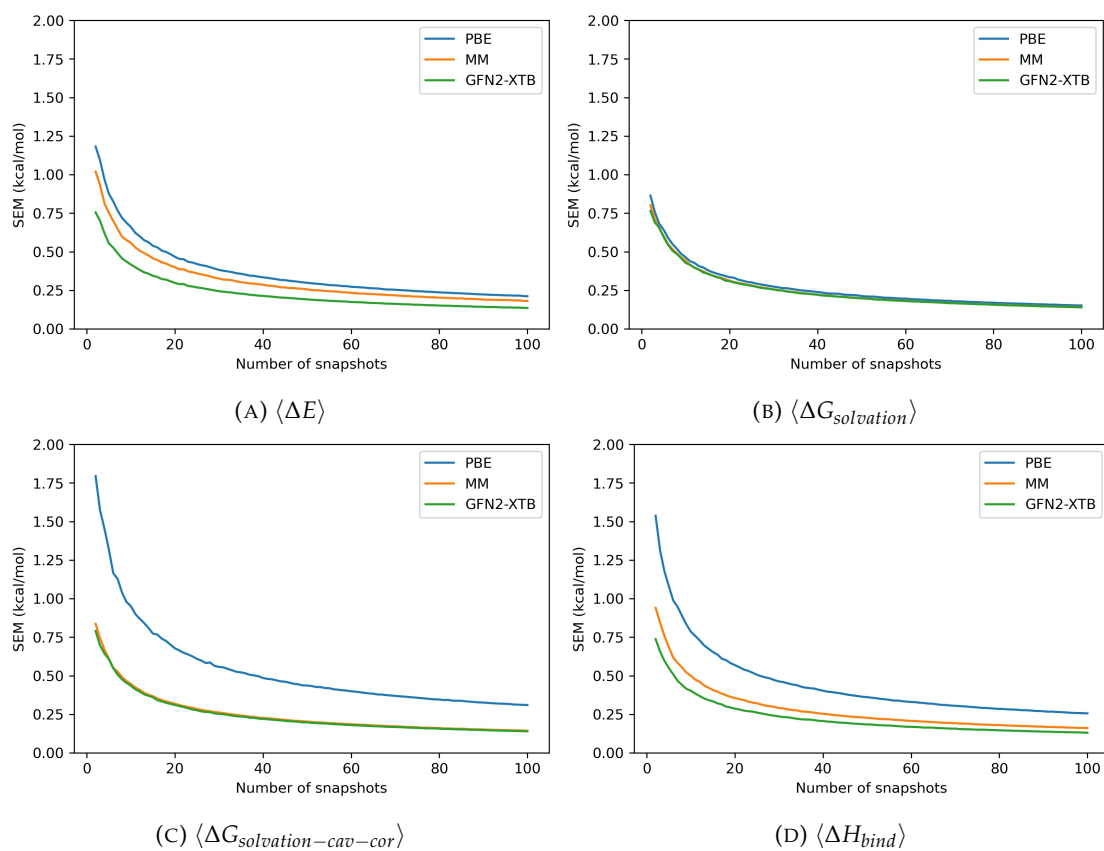 2.00
1.75
1.50
1.25
1.00
0.75
0.50
0.25
0.00
SEM (kcal/mol)
0 20 40 60 80 100
Number of snapshots
PBE
MM
GFN2-XTB
(A) ⟨ΔE⟩
2.00
1.75
1.50
1.25
1.00
0.75
0.50
0.25
0.00
SEM (kcal/mol)
0 20 40 60 80 100
Number of snapshots
PBE
MM
GFN2-XTB
(B) ⟨ΔG_{solvation}⟩
2.00
1.75
1.50
1.25
1.00
0.75
0.50
0.25
0.00
SEM (kcal/mol)
0 20 40 60 80 100
Number of snapshots
PBE
MM
GFN2-XTB
(C) ⟨ΔG_{solvation−cav−cor}⟩
2.00
1.75
1.50
1.25
1.00
0.75
0.50
0.25
0.00
SEM (kcal/mol)
0 20 40 60 80 100
Number of snapshots
PBE
MM
GFN2-XTB
(D) ⟨ΔH_{bind}⟩